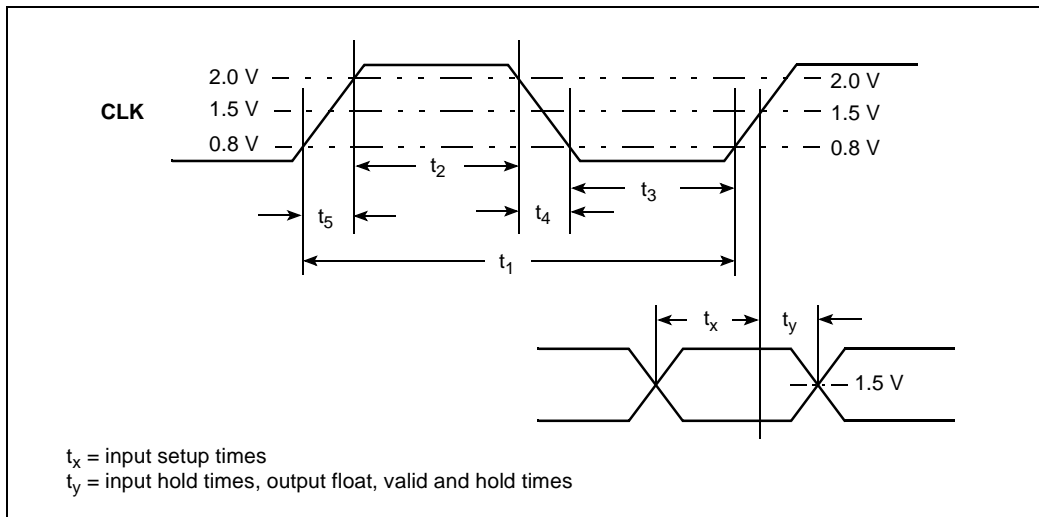 2.0 V
2.0 V
CLK
1.5 V
1.5 V
0.8 V
0.8 V
t2
t3
t5
t4
t1
tx
ty
1.5 V
tx = input setup times
ty = input hold times, output float, valid and hold times